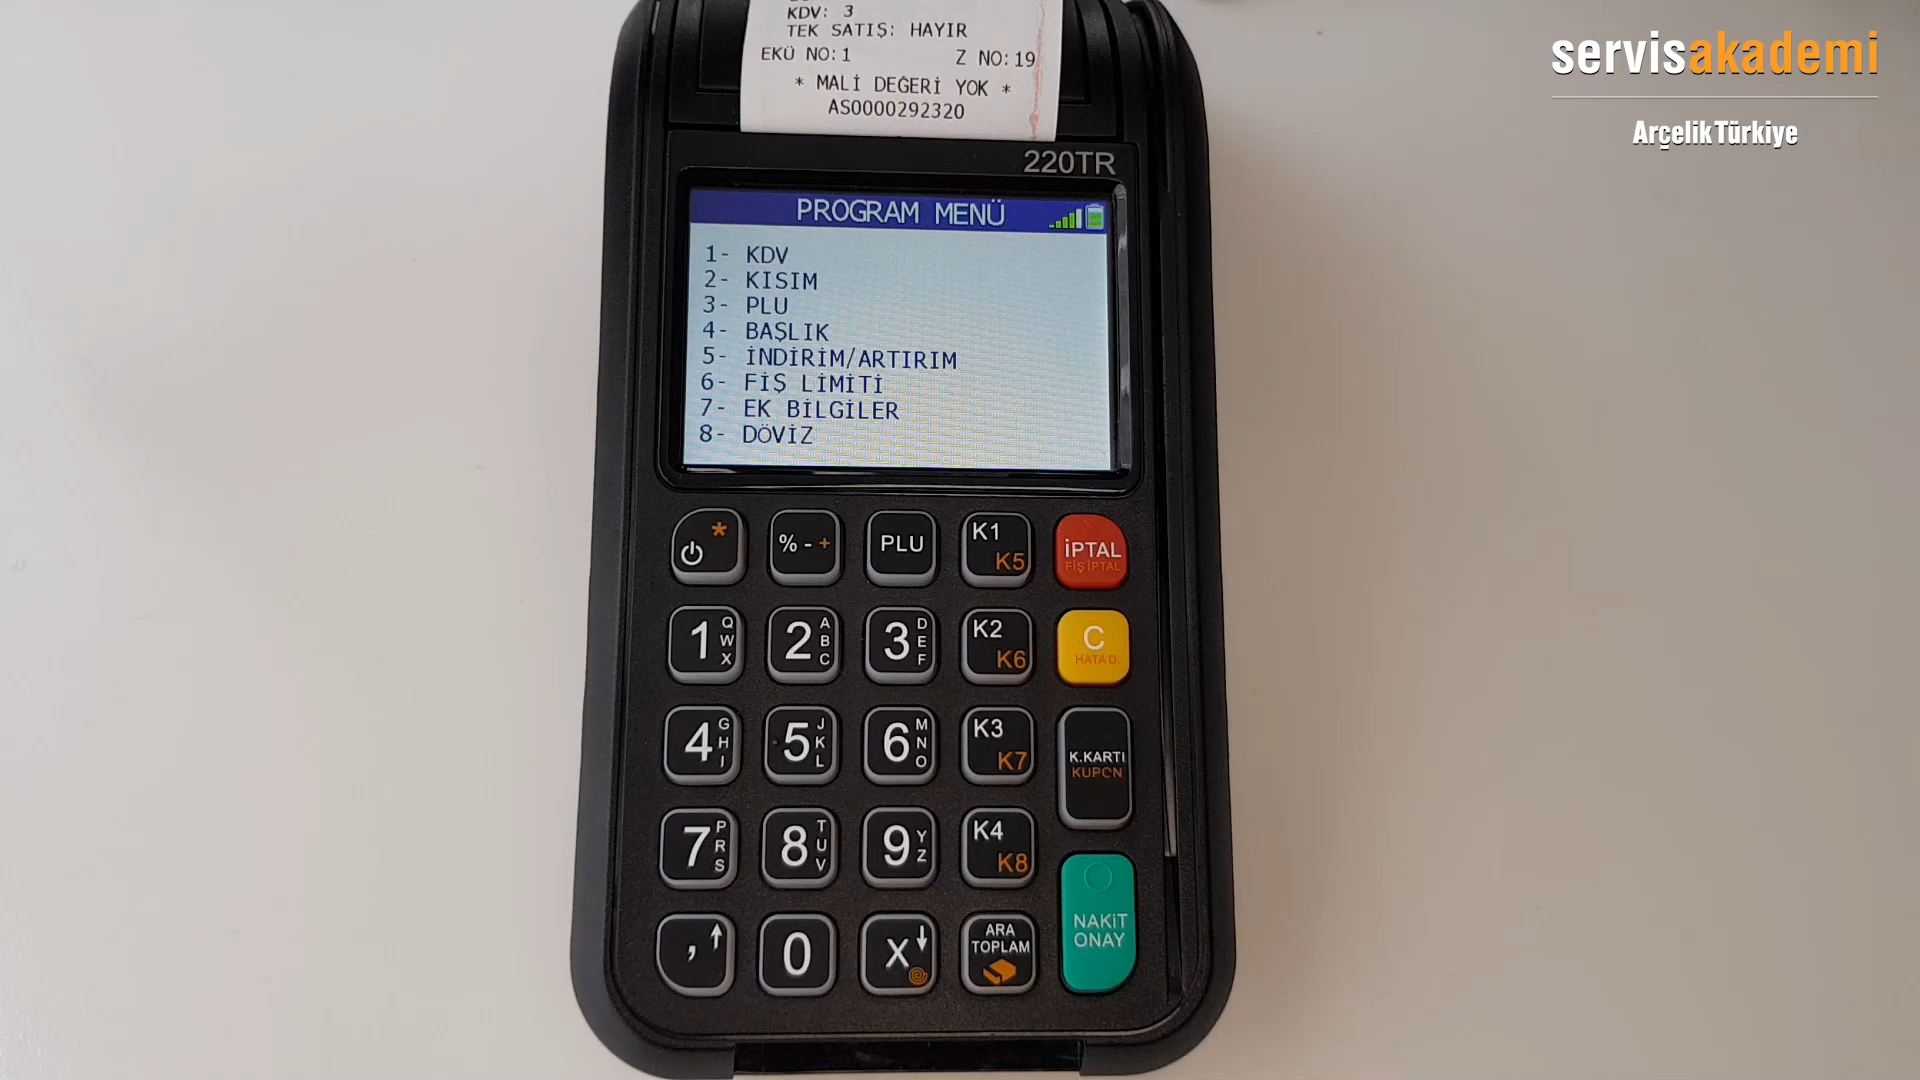 KDV: 3
TEK SATIŞ: HAYIR
EKÜ NO:1 Z NO:19
* MALİ DEĞERİ YOK *
AS0000292320
servisakademi
Arçelik Türkiye
220TR
PROGRAM MENÜ
1- KDV
2- KISIM
3- PLU
4- BAŞLIK
5- İNDİRİM/ARTIRIM
6- FİŞ LİMİTİ
7- EK BİLGİLER
8- DÖVİZ
* % - + PLU K1 K5 İPTAL FİŞ İPTAL
1 QWX 2 ABC 3 DEF K2 K6 C HATA D.
4 GHI 5 JKL 6 MNO K3 K7 K.KARTI KUPON
7 PRS 8 TUV 9 YZ K4 K8
, 0 X ARA TOPLAM NAKİT ONAY